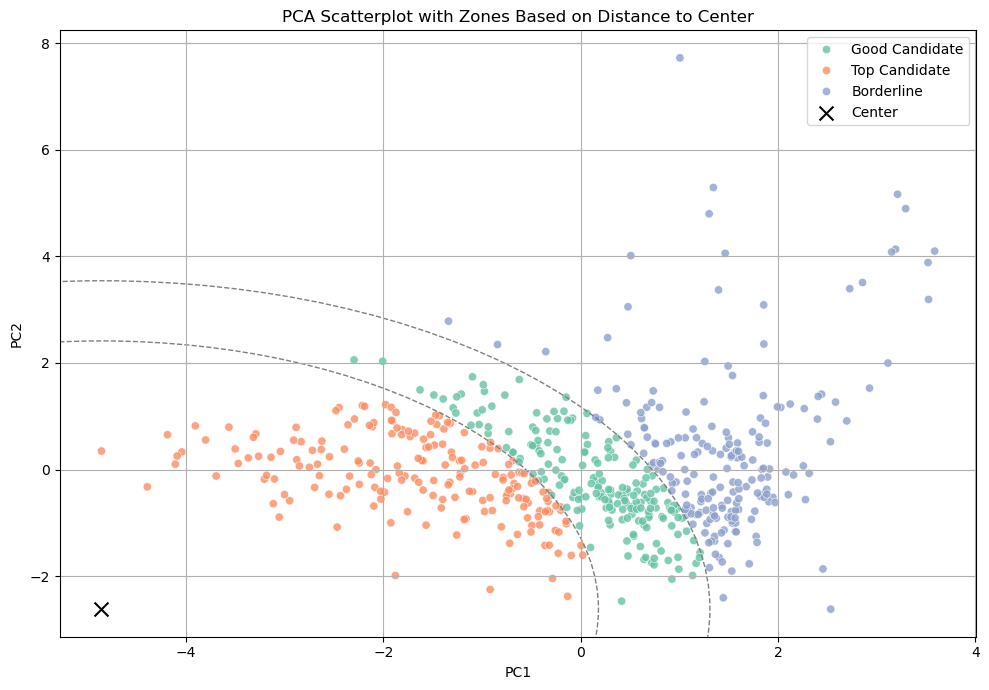 PCA Scatterplot with Zones Based on Distance to Center
Good Candidate
Top Candidate
Borderline
Center
8
6
4
2
0
−2
PC2
−4
−2
0
2
4
PC1